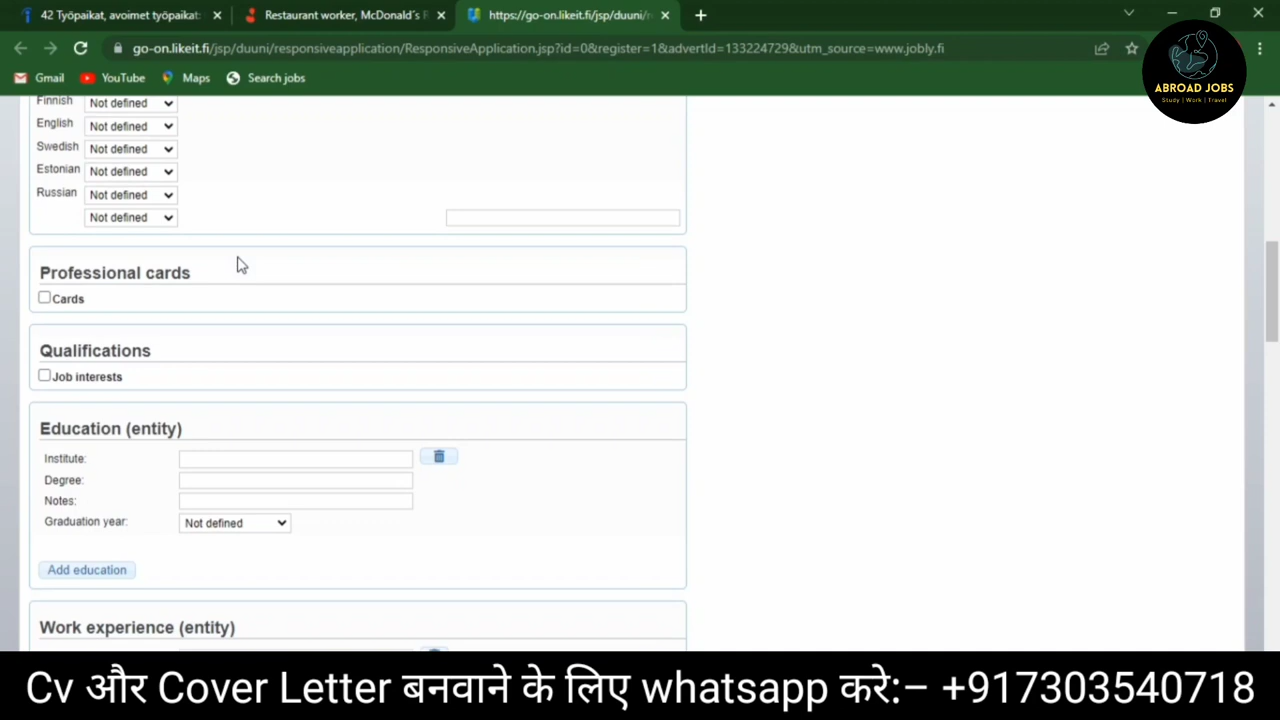 42 Työpaikat, avoimet työpaikat
Restaurant worker, McDonald's R
https://go-on.likeit.fi/jsp/duuni/r
go-on.likeit.fi/jsp/duuni/responsiveapplication/ResponsiveApplication.jsp?id=0&register=1&advertId=133224729&utm_source=www.jobly.fi
Gmail YouTube Maps Search jobs
ABROAD JOBS
Study | Work | Travel
Finnish Not defined
English Not defined
Swedish Not defined
Estonian Not defined
Russian Not defined
Not defined
Professional cards
Cards
Qualifications
Job interests
Education (entity)
Institute:
Degree:
Notes:
Graduation year: Not defined
Add education
Work experience (entity)
Cv और Cover Letter बनवाने के लिए whatsapp करे:– +917303540718